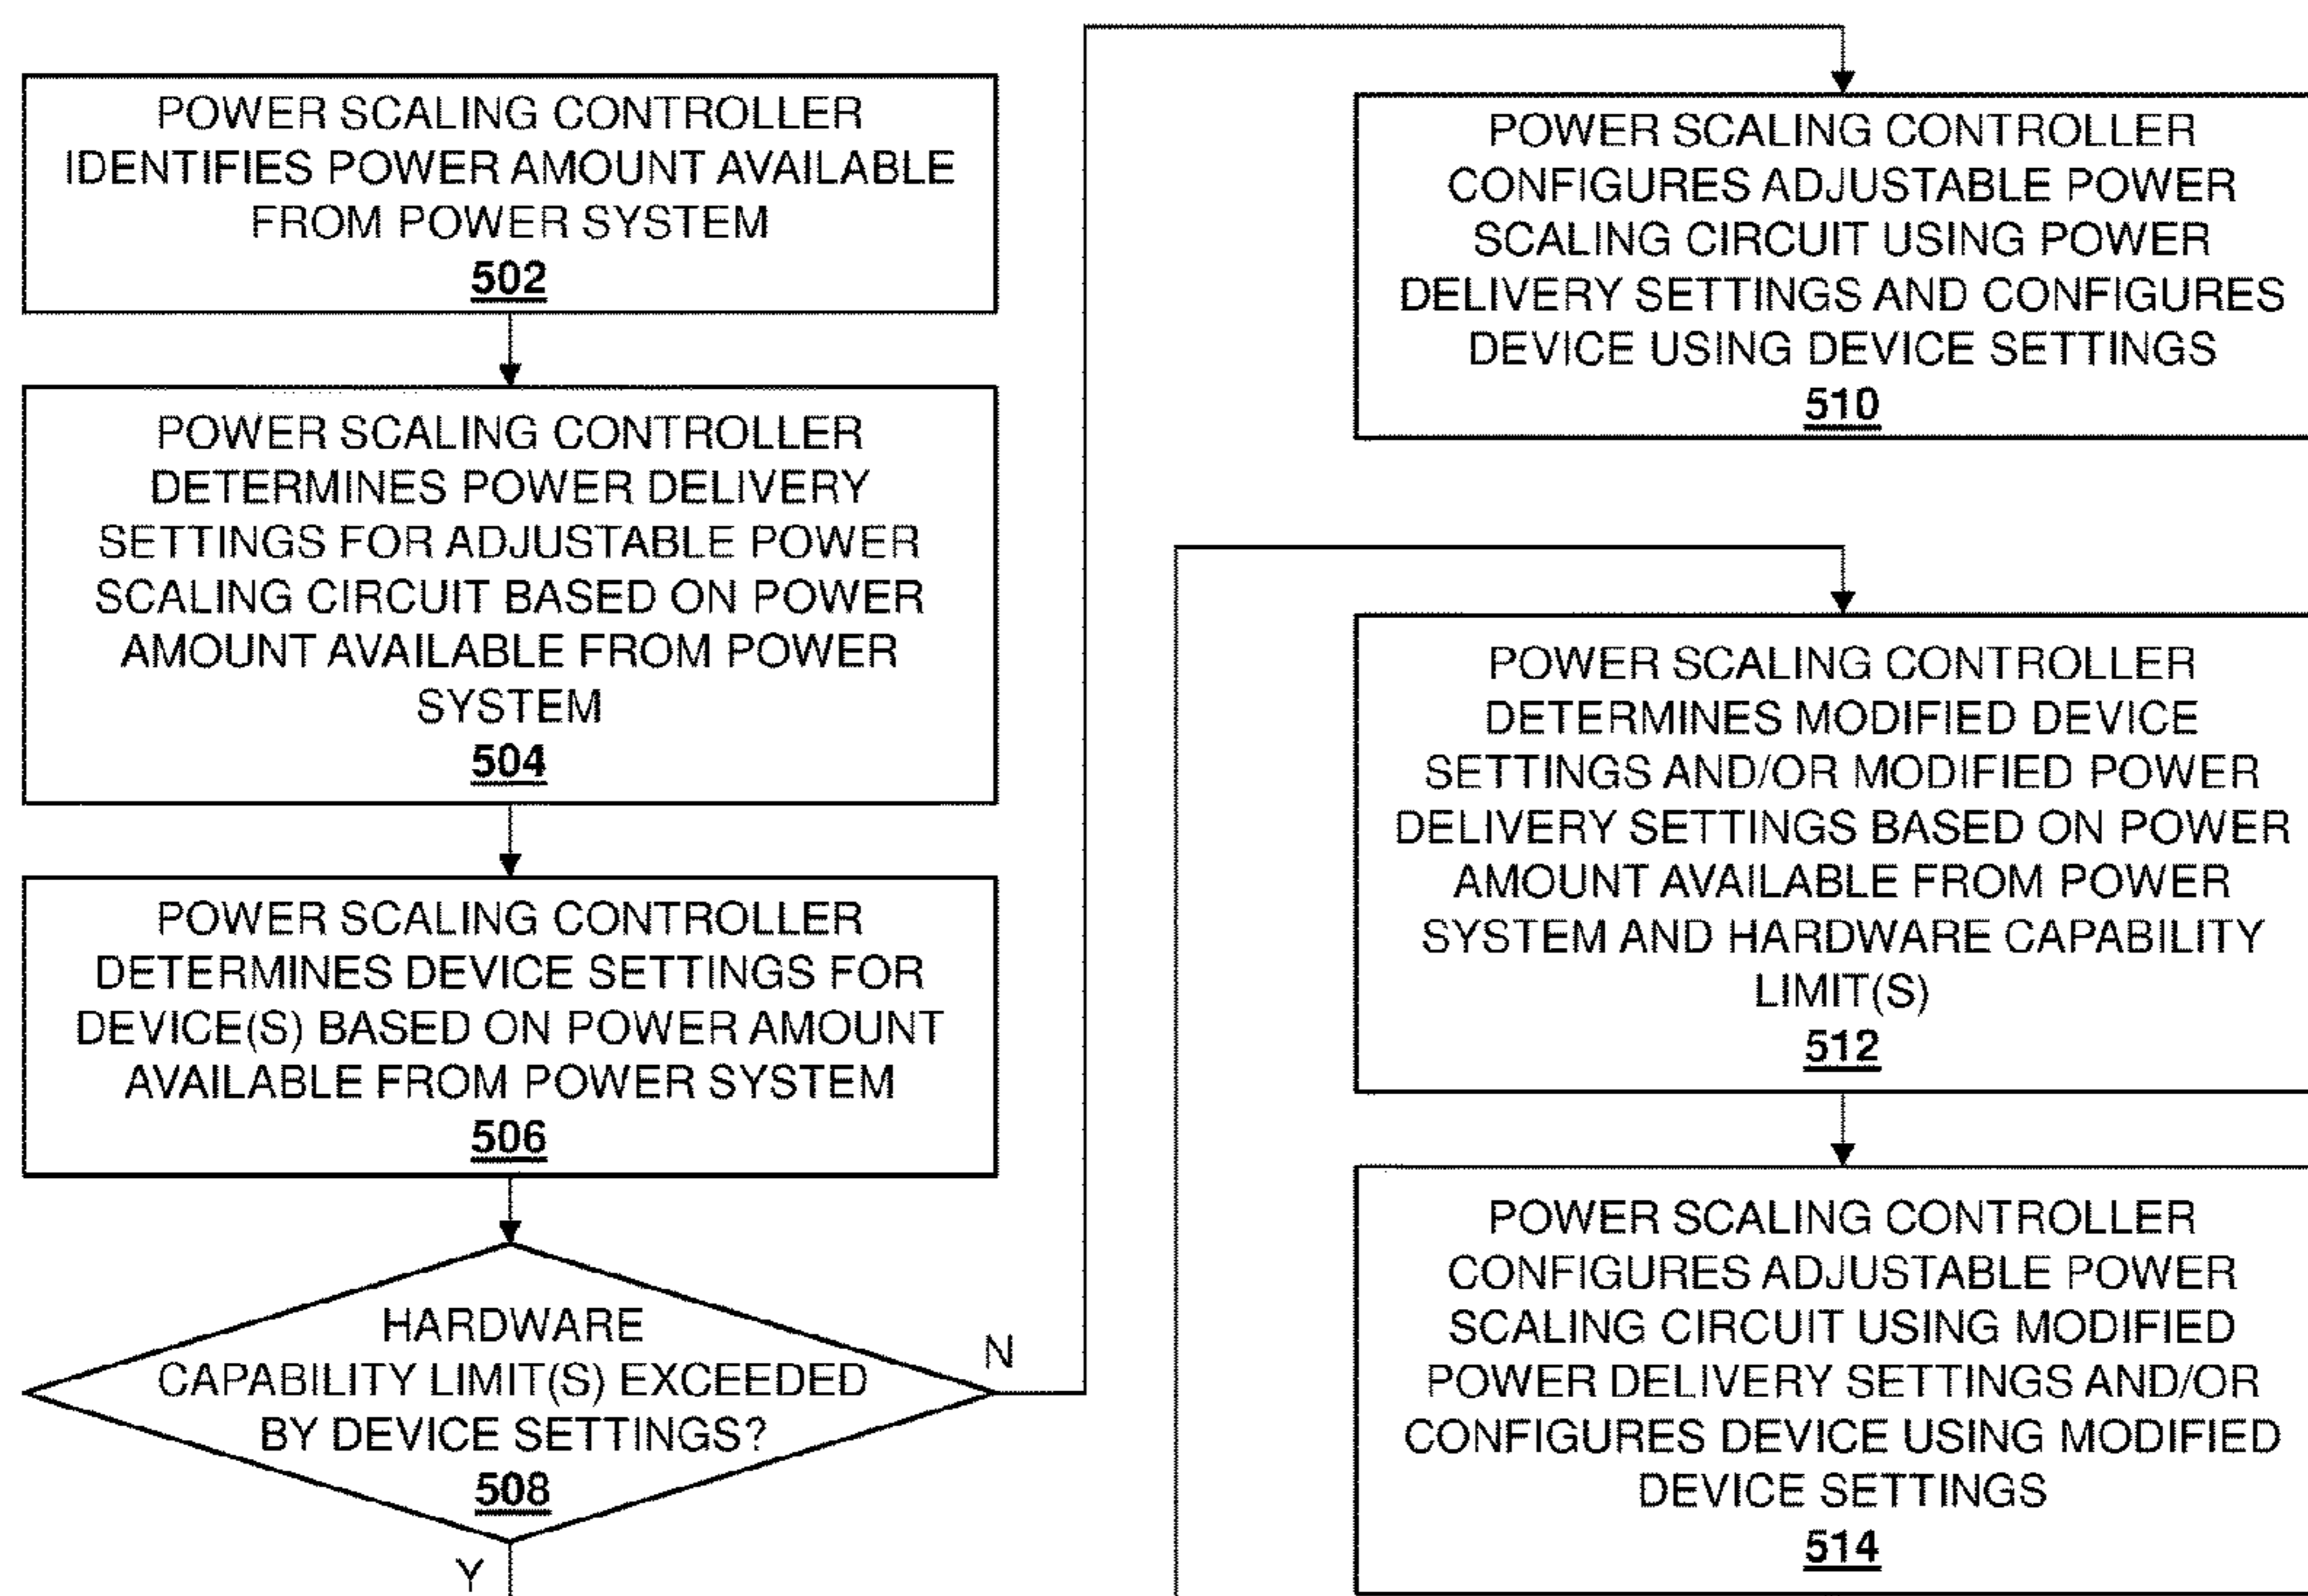 POWER SCALING CONTROLLER
IDENTIFIES POWER AMOUNT AVAILABLE
FROM POWER SYSTEM
502
POWER SCALING CONTROLLER
DETERMINES POWER DELIVERY
SETTINGS FOR ADJUSTABLE POWER
SCALING CIRCUIT BASED ON POWER
AMOUNT AVAILABLE FROM POWER
SYSTEM
504
POWER SCALING CONTROLLER
DETERMINES DEVICE SETTINGS FOR
DEVICE(S) BASED ON POWER AMOUNT
AVAILABLE FROM POWER SYSTEM
506
HARDWARE
CAPABILITY LIMIT(S) EXCEEDED
BY DEVICE SETTINGS?
508
N
Y
POWER SCALING CONTROLLER
CONFIGURES ADJUSTABLE POWER
SCALING CIRCUIT USING POWER
DELIVERY SETTINGS AND CONFIGURES
DEVICE USING DEVICE SETTINGS
510
POWER SCALING CONTROLLER
DETERMINES MODIFIED DEVICE
SETTINGS AND/OR MODIFIED POWER
DELIVERY SETTINGS BASED ON POWER
AMOUNT AVAILABLE FROM POWER
SYSTEM AND HARDWARE CAPABILITY
LIMIT(S)
512
POWER SCALING CONTROLLER
CONFIGURES ADJUSTABLE POWER
SCALING CIRCUIT USING MODIFIED
POWER DELIVERY SETTINGS AND/OR
CONFIGURES DEVICE USING MODIFIED
DEVICE SETTINGS
514